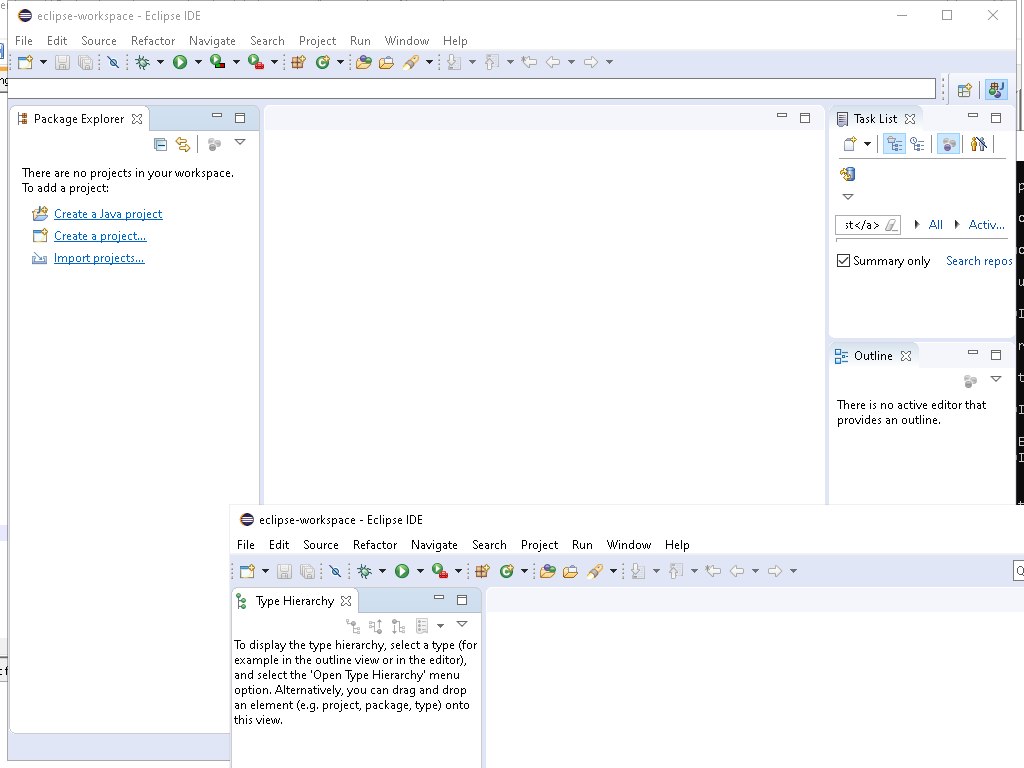 eclipse-workspace - Eclipse IDE
File Edit Source Refactor Navigate Search Project Run Window Help
Package Explorer
There are no projects in your workspace.
To add a project:
Create a Java project
Create a project...
Import projects...
Task List
st</a> All Activ...
Summary only Search repos
Outline
There is no active editor that
provides an outline.
eclipse-workspace - Eclipse IDE
File Edit Source Refactor Navigate Search Project Run Window Help
Type Hierarchy
To display the type hierarchy, select a type (for
example in the outline view or in the editor),
and select the 'Open Type Hierarchy' menu
option. Alternatively, you can drag and drop
an element (e.g. project, package, type) onto
this view.